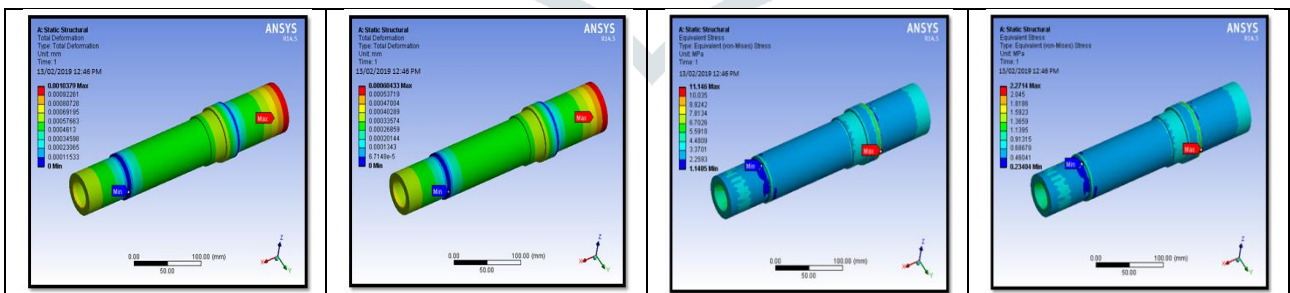 A: Static Structural
Total Deformation
Type: Total Deformation
Unit: mm
Time: 1
13/02/2019 12:46 PM
ANSYS
R14.5
0.0010379 Max
0.00092261
0.00080728
0.00069195
0.00057663
0.0004613
0.00034598
0.00023065
0.00011533
0 Min
Max
Min
0.00
100.00 (mm)
50.00
Z
X
Y
A: Static Structural
Total Deformation
Type: Total Deformation
Unit: mm
Time: 1
13/02/2019 12:46 PM
ANSYS
R14.5
0.00060433 Max
0.00053719
0.00047004
0.00040289
0.00033574
0.00026859
0.00020144
0.0001343
6.7148e-5
0 Min
Max
Min
0.00
100.00 (mm)
50.00
Z
X
Y
A: Static Structural
Equivalent Stress
Type: Equivalent (von-Mises) Stress
Unit: MPa
Time: 1
13/02/2019 12:46 PM
ANSYS
R14.5
11.146 Max
10.035
8.9242
7.8134
6.7026
5.5918
4.4809
3.3701
2.2593
1.1485 Min
Max
Min
0.00
100.00 (mm)
50.00
Z
X
Y
A: Static Structural
Equivalent Stress
Type: Equivalent (von-Mises) Stress
Unit: MPa
Time: 1
13/02/2019 12:46 PM
ANSYS
R14.5
2.2714 Max
2.045
1.8186
1.5923
1.3659
1.1395
0.91315
0.68678
0.46041
0.23404 Min
Max
Min
0.00
100.00 (mm)
50.00
Z
X
Y